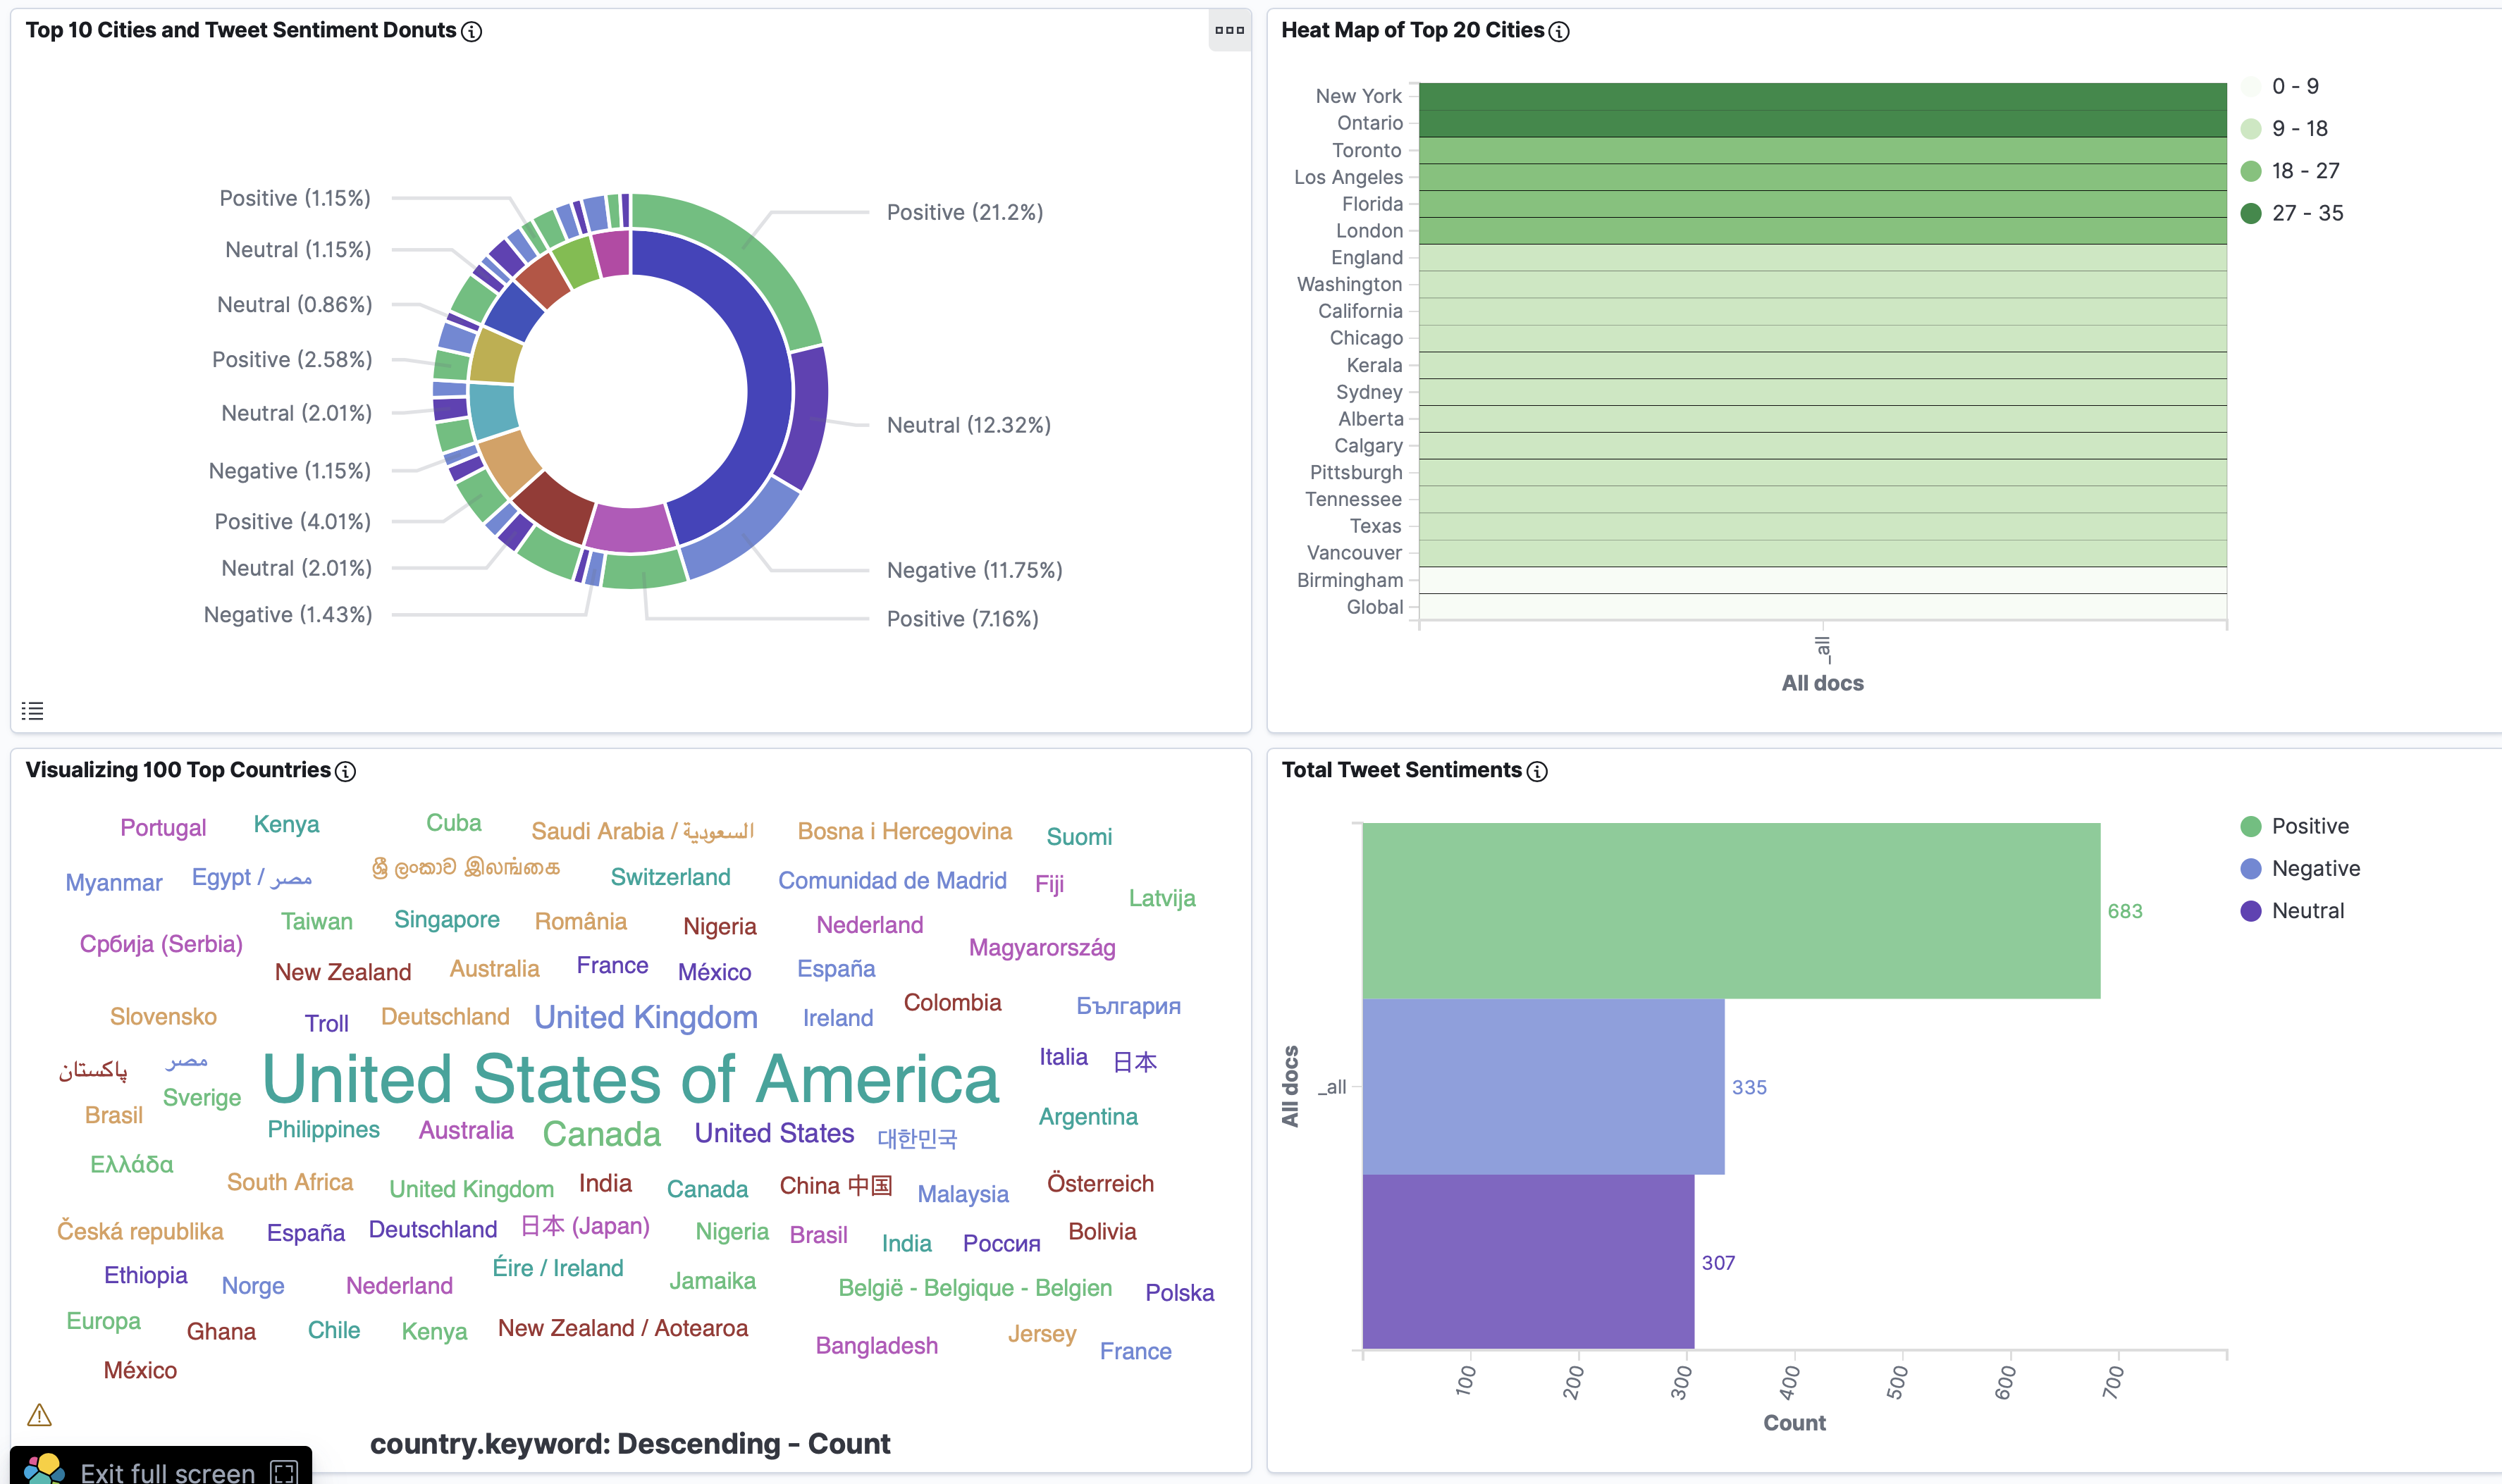 Top 10 Cities and Tweet Sentiment Donuts
Positive (1.15%)
Neutral (1.15%)
Neutral (0.86%)
Positive (2.58%)
Neutral (2.01%)
Negative (1.15%)
Positive (4.01%)
Neutral (2.01%)
Negative (1.43%)
Positive (21.2%)
Neutral (12.32%)
Negative (11.75%)
Positive (7.16%)
Heat Map of Top 20 Cities
New York
Ontario
Toronto
Los Angeles
Florida
London
England
Washington
California
Chicago
Kerala
Sydney
Alberta
Calgary
Pittsburgh
Tennessee
Texas
Vancouver
Birmingham
Global
_all
All docs
0 - 9
9 - 18
18 - 27
27 - 35
Visualizing 100 Top Countries
Portugal Kenya Cuba Saudi Arabia / السعودية Bosna i Hercegovina Suomi
Myanmar Egypt / مصر ශ්‍රී ලංකාව இலங்கை Switzerland Comunidad de Madrid Fiji Latvija
Taiwan Singapore România Nigeria Nederland
Србија (Serbia) Magyarország
New Zealand Australia France México España
Slovensko Troll Deutschland United Kingdom Ireland Colombia България
پاکستان مصر United States of America Italia 日本
Brasil Sverige Argentina
Philippines Australia Canada United States 대한민국
Ελλάδα
South Africa United Kingdom India Canada China 中国 Malaysia Österreich
Česká republika España Deutschland 日本 (Japan) Nigeria Brasil India Россия Bolivia
Ethiopia Norge Nederland Éire / Ireland Jamaika België - Belgique - Belgien Polska
Europa Ghana Chile Kenya New Zealand / Aotearoa Bangladesh Jersey France
México
country.keyword: Descending - Count
Exit full screen
Total Tweet Sentiments
All docs
_all
683
335
307
100
200
300
400
500
600
700
Count
Positive
Negative
Neutral